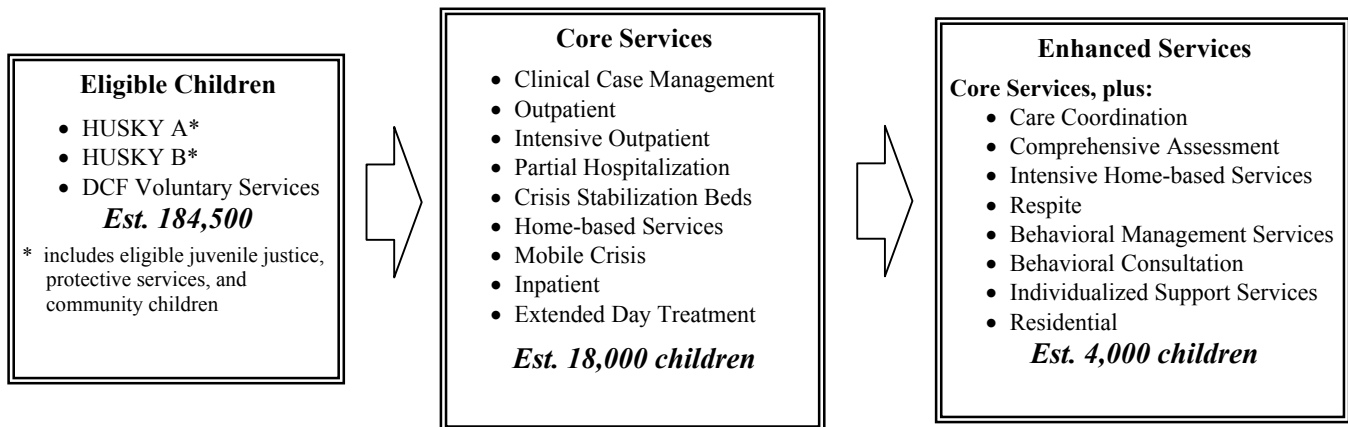 Eligible Children
• HUSKY A*
• HUSKY B*
• DCF Voluntary Services
Est. 184,500
* includes eligible juvenile justice,
protective services, and
community children
Core Services
• Clinical Case Management
• Outpatient
• Intensive Outpatient
• Partial Hospitalization
• Crisis Stabilization Beds
• Home-based Services
• Mobile Crisis
• Inpatient
• Extended Day Treatment
Est. 18,000 children
Enhanced Services
Core Services, plus:
• Care Coordination
• Comprehensive Assessment
• Intensive Home-based Services
• Respite
• Behavioral Management Services
• Behavioral Consultation
• Individualized Support Services
• Residential
Est. 4,000 children